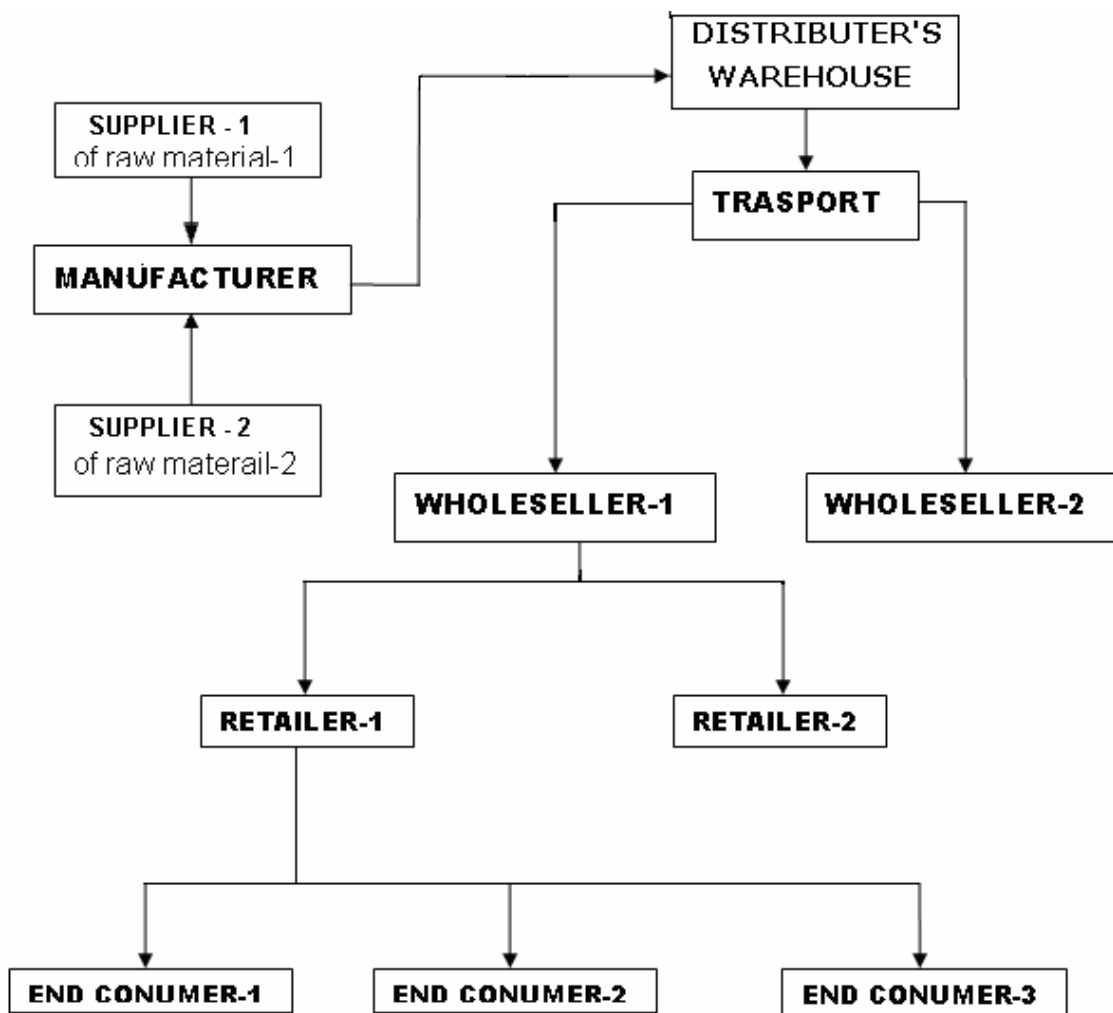 DISTRIBUTER'S
WAREHOUSE
SUPPLIER - 1
of raw material-1
TRASPORT
MANUFACTURER
SUPPLIER - 2
of raw materail-2
WHOLESELLER-1
WHOLESELLER-2
RETAILER-1
RETAILER-2
END CONUMER-1
END CONUMER-2
END CONUMER-3